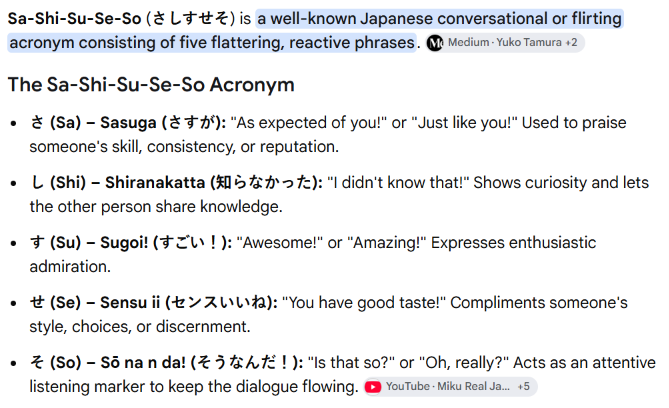 Sa-Shi-Su-Se-So (さしすせそ) is a well-known Japanese conversational or flirting
acronym consisting of five flattering, reactive phrases. Medium · Yuko Tamura +2
The Sa-Shi-Su-Se-So Acronym
• さ (Sa) – Sasuga (さすが): "As expected of you!" or "Just like you!" Used to praise
someone's skill, consistency, or reputation.
• し (Shi) – Shiranakatta (知らなかった): "I didn't know that!" Shows curiosity and lets
the other person share knowledge.
• す (Su) – Sugoi! (すごい！): "Awesome!" or "Amazing!" Expresses enthusiastic
admiration.
• せ (Se) – Sensu ii (センスいいね): "You have good taste!" Compliments someone's
style, choices, or discernment.
• そ (So) – Sō na n da! (そうなんだ！): "Is that so?" or "Oh, really?" Acts as an attentive
listening marker to keep the dialogue flowing. YouTube · Miku Real Ja... +5